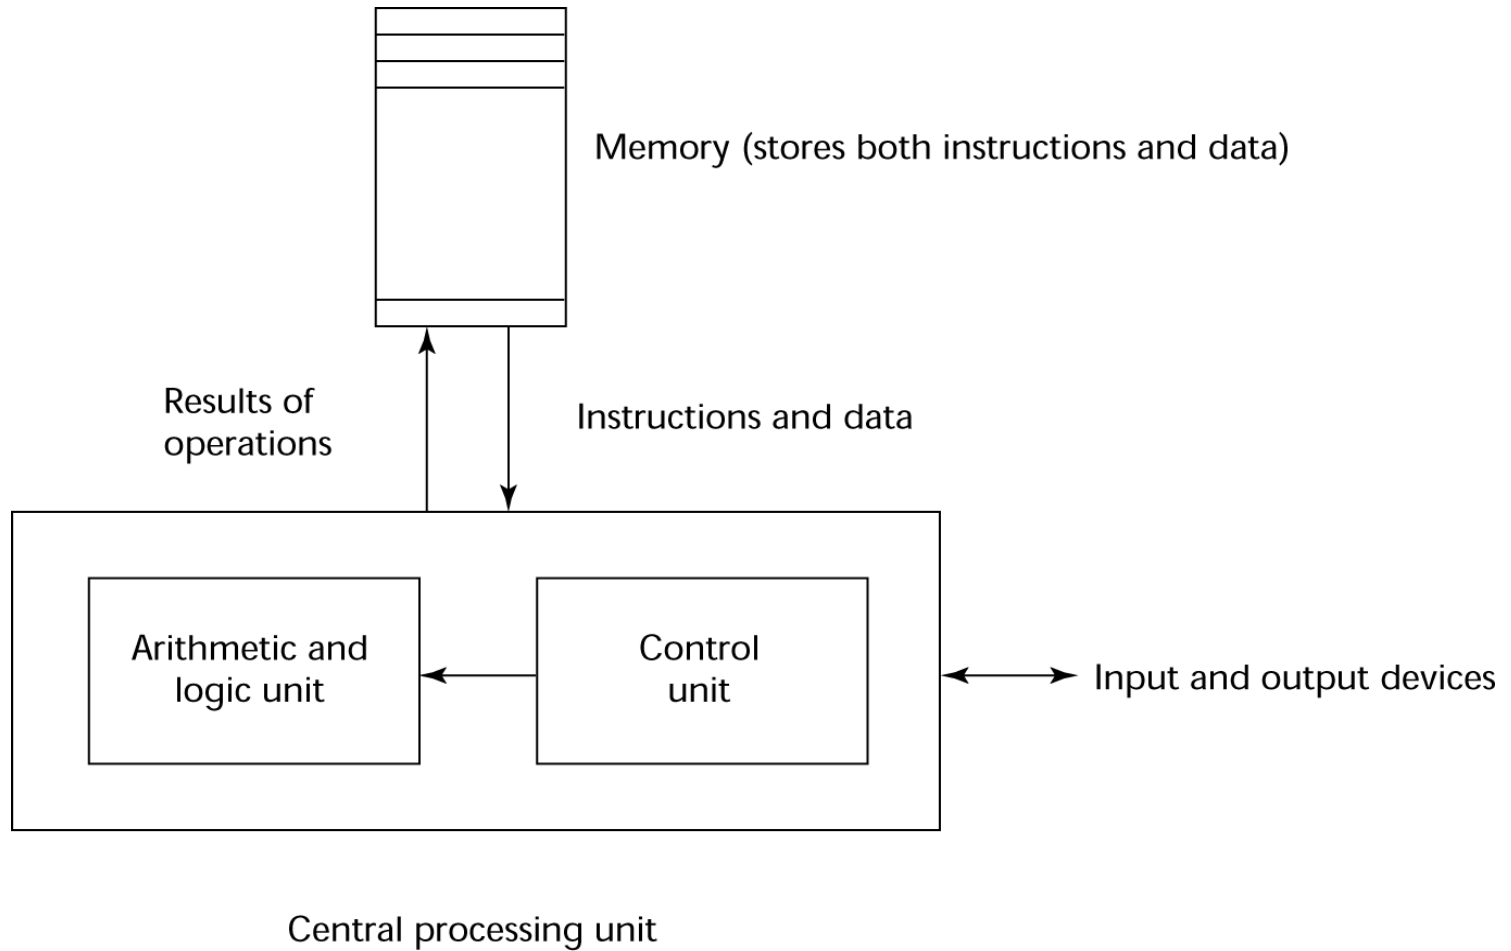 Memory (stores both instructions and data)
Results of
operations
Instructions and data
Arithmetic and
logic unit
Control
unit
Input and output devices
Central processing unit